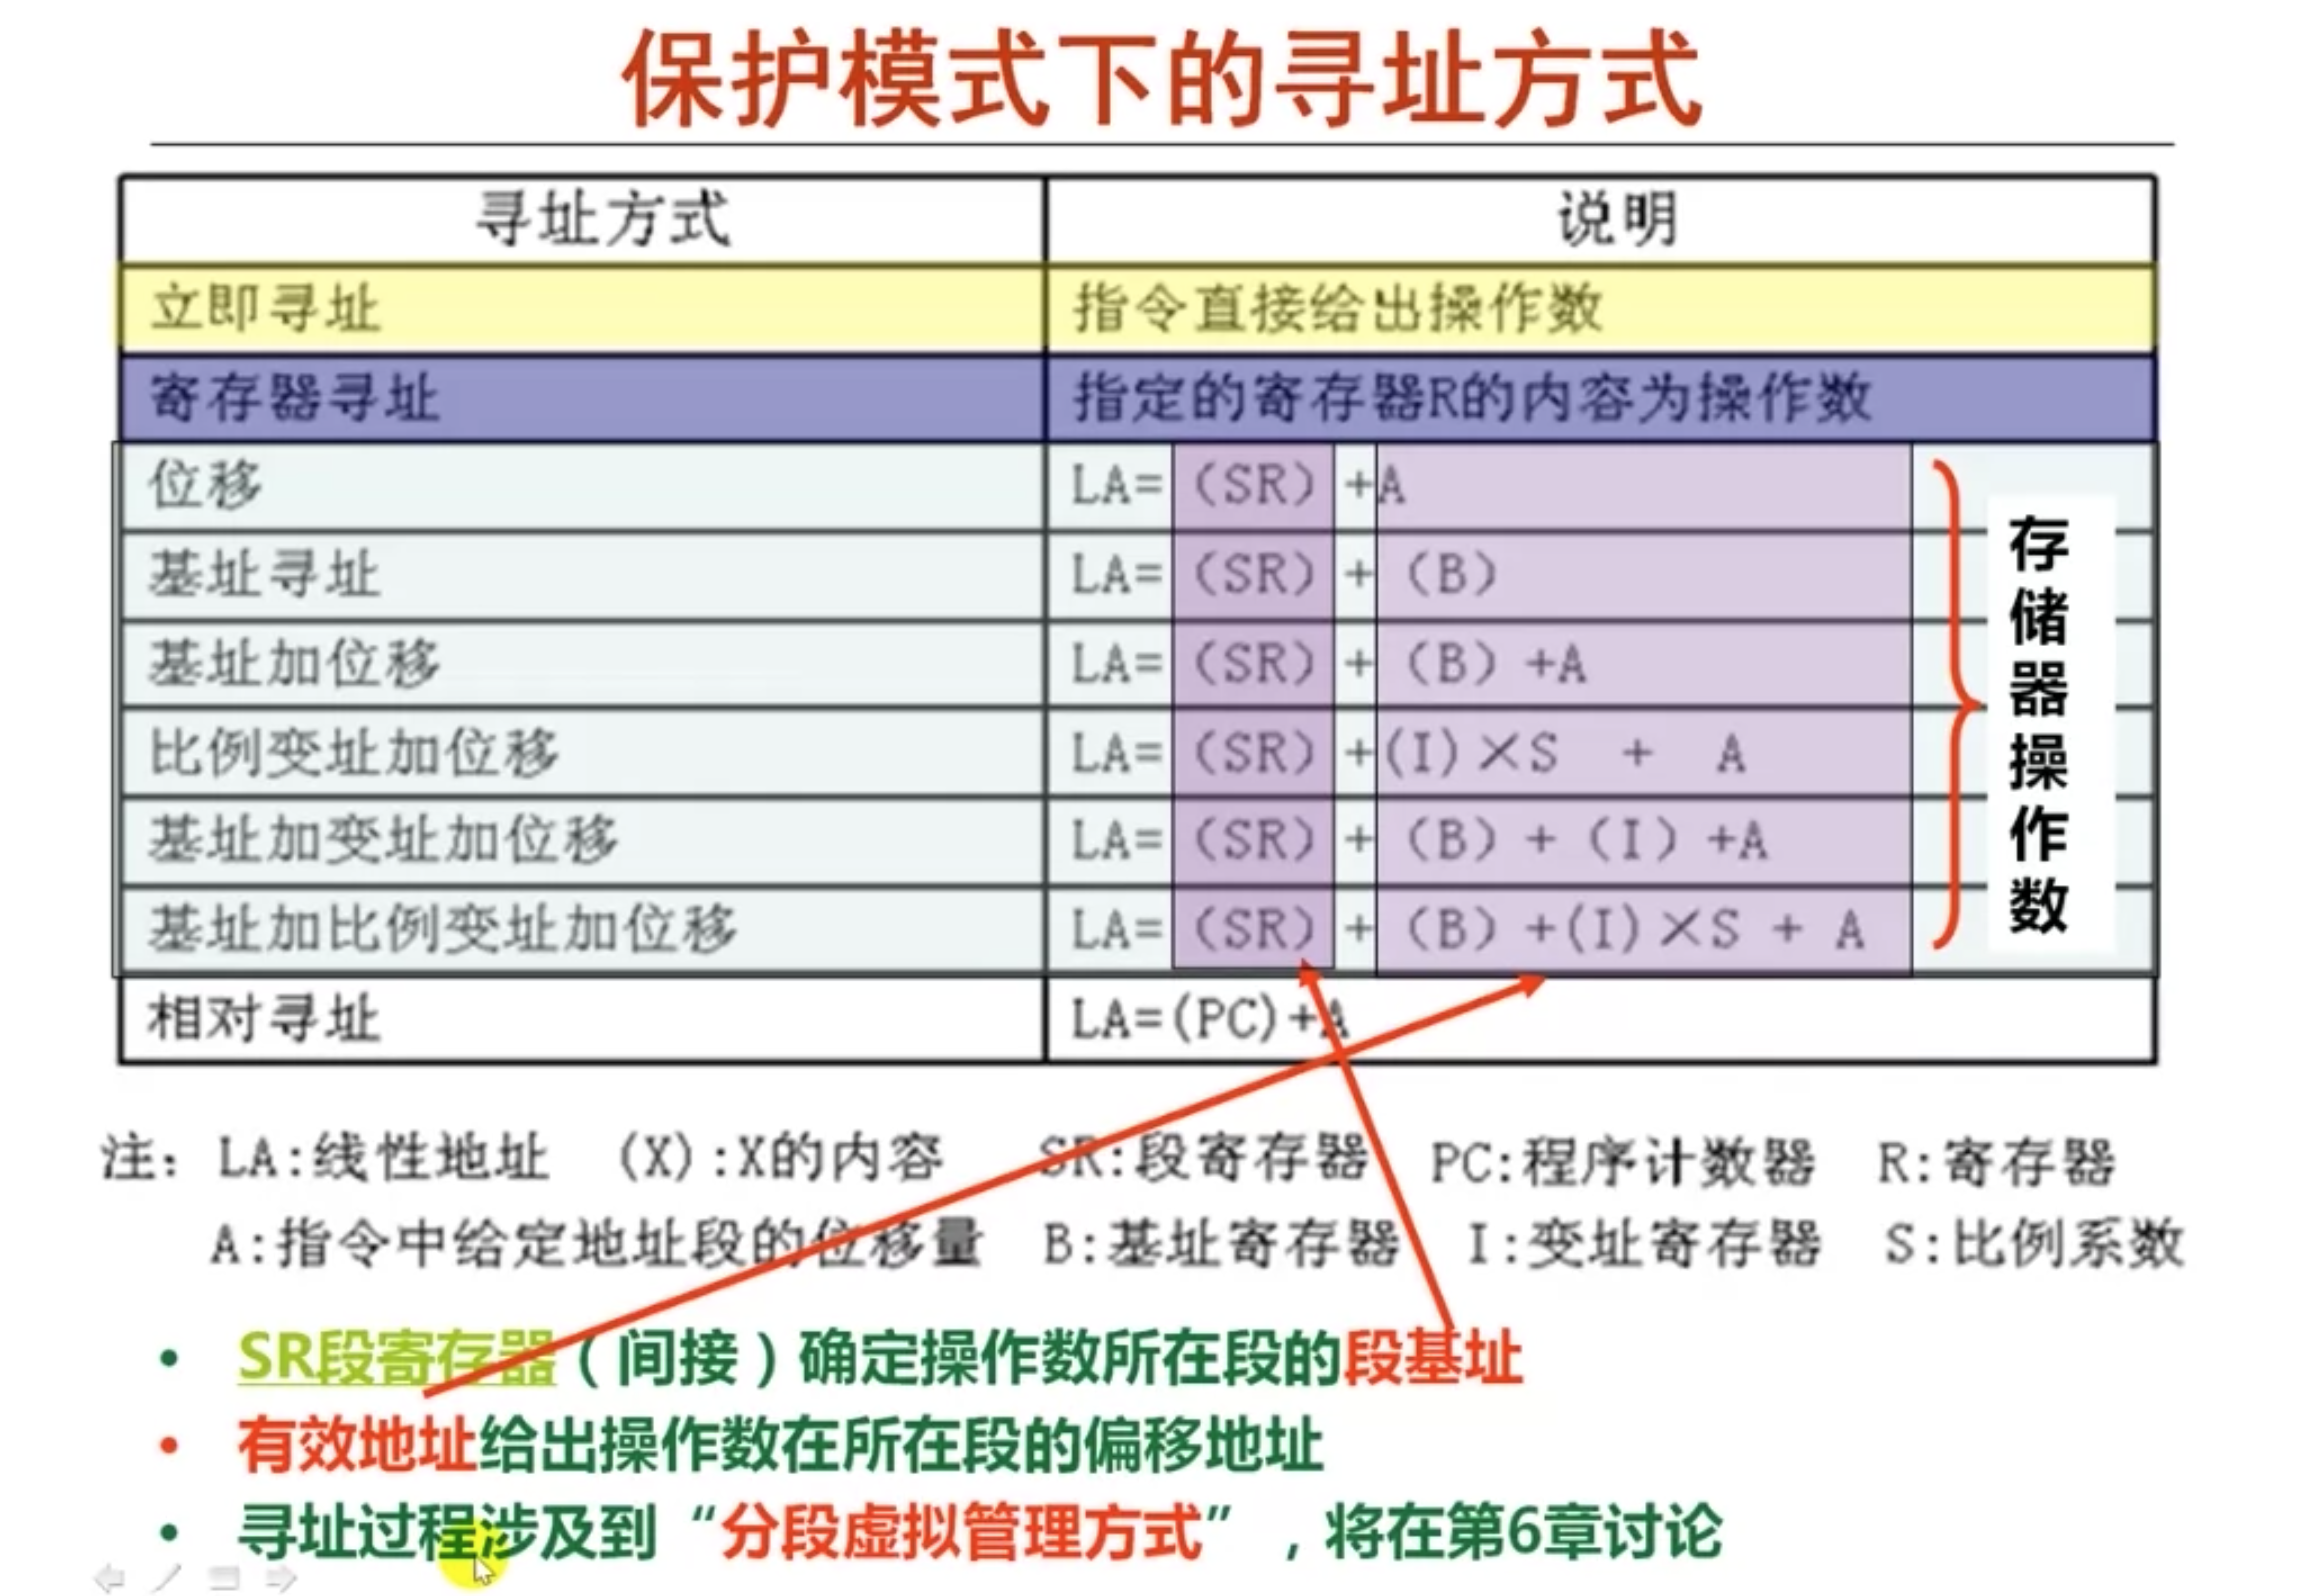 保护模式下的寻址方式
寻址方式 说明
立即寻址 指令直接给出操作数
寄存器寻址 指定的寄存器R的内容为操作数
位移 LA=（SR）+A
基址寻址 LA=（SR）+（B）
基址加位移 LA=（SR）+（B）+A
比例变址加位移 LA=（SR）+(I)×S + A
基址加变址加位移 LA=（SR）+（B）+（I）+A
基址加比例变址加位移 LA=（SR）+（B）+(I)×S + A
存储器操作数
相对寻址 LA=(PC)+A
注：LA:线性地址 (X):X的内容 SR:段寄存器 PC:程序计数器 R:寄存器
A:指令中给定地址段的位移量 B:基址寄存器 I:变址寄存器 S:比例系数
• SR段寄存器（间接）确定操作数所在段的段基址
• 有效地址给出操作数在所在段的偏移地址
• 寻址过程涉及到“分段虚拟管理方式”，将在第6章讨论